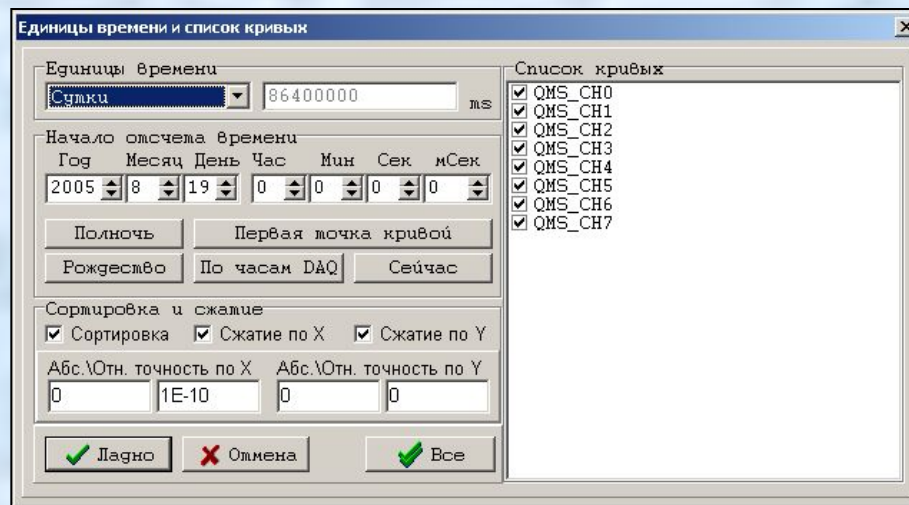 Единицы времени и список кривых
Единицы времени
Сутки 86400000 ms
Начало отсчета времени
Год Месяц День Час Мин Сек мСек
2005 8 19 0 0 0 0
Полночь Первая точка кривой
Рождество По часам DAQ Сейчас
Сортировка и сжатие
Сортировка Сжатие по X Сжатие по Y
Абс.\Отн. точность по X Абс.\Отн. точность по Y
0 1E-10 0 0
Ладно Отмена Все
Список кривых
QMS_CH0
QMS_CH1
QMS_CH2
QMS_CH3
QMS_CH4
QMS_CH5
QMS_CH6
QMS_CH7